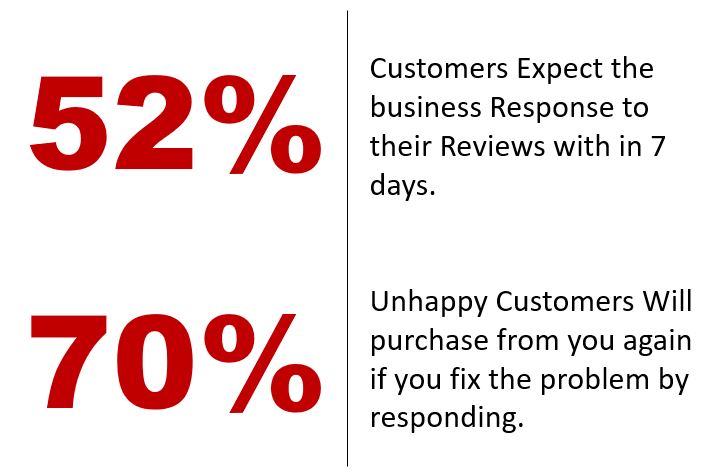 52%
Customers Expect the
business Response to
their Reviews with in 7
days.
70%
Unhappy Customers Will
purchase from you again
if you fix the problem by
responding.